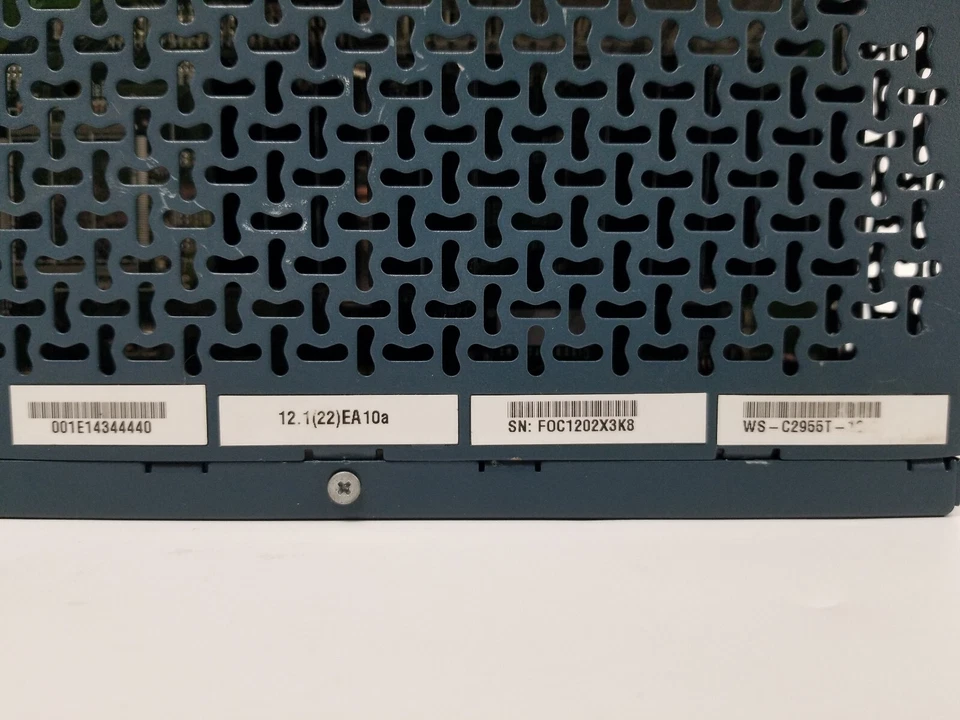 001E14344440
12.1(22)EA10a
SN: FOC1202X3K8
WS-C2955T-